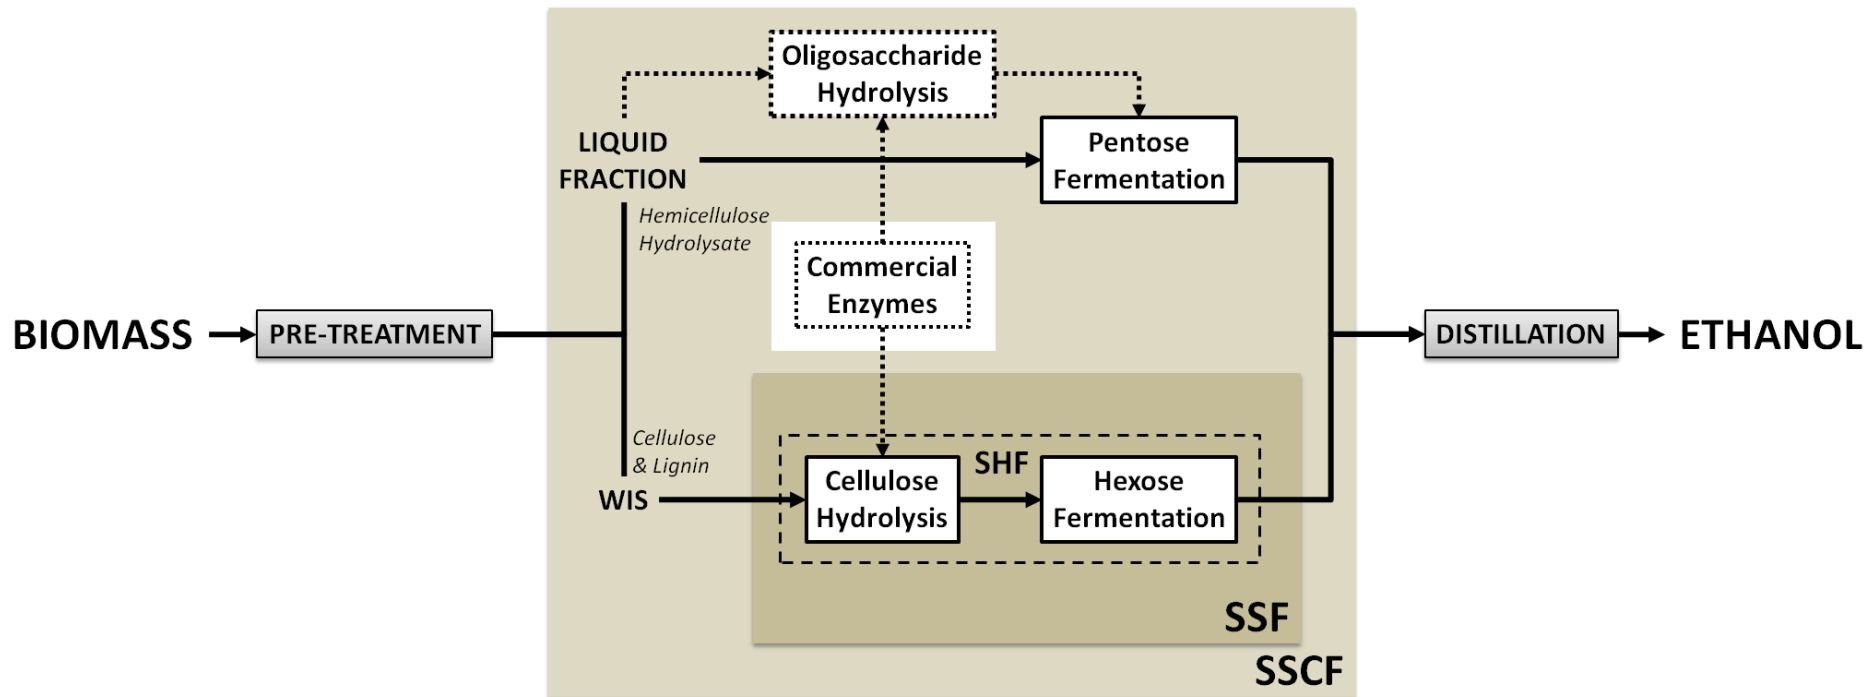 Oligosaccharide
Hydrolysis
LIQUID
FRACTION
Pentose
Fermentation
Hemicellulose
Hydrolysate
Commercial
Enzymes
BIOMASS
PRE-TREATMENT
DISTILLATION
ETHANOL
Cellulose
& Lignin
WIS
Cellulose
Hydrolysis
SHF
Hexose
Fermentation
SSF
SSCF